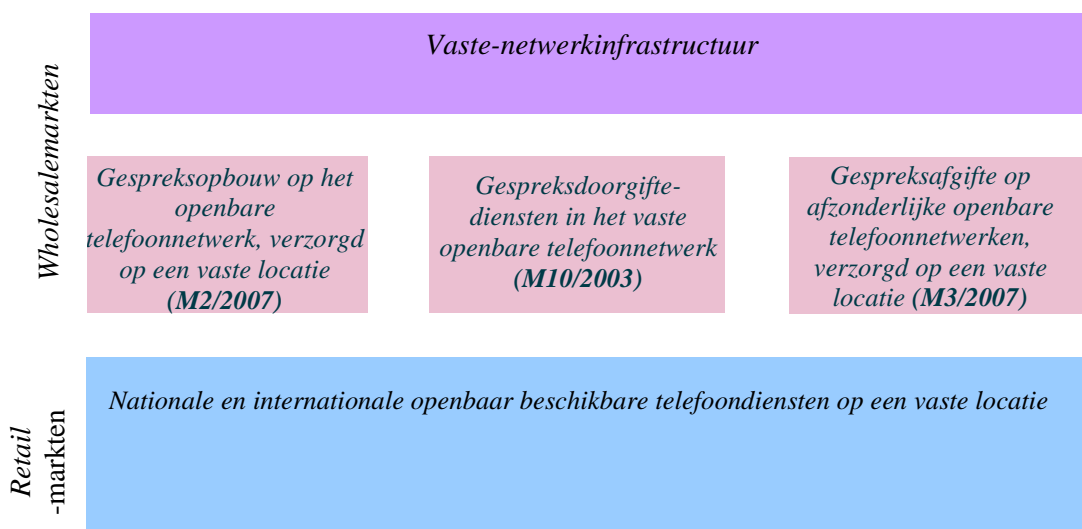 Wholesalemarkten
Vaste-netwerkinfrastructuur
Gespreksopbouw op het
openbare
telefoonnetwerk, verzorgd
op een vaste locatie
(M2/2007)
Gespreksdoorgifte-
diensten in het vaste
openbare telefoonnetwerk
(M10/2003)
Gespreksafgifte op
afzonderlijke openbare
telefoonnetwerken,
verzorgd op een vaste
locatie (M3/2007)
Retail
-markten
Nationale en internationale openbaar beschikbare telefoondiensten op een vaste locatie